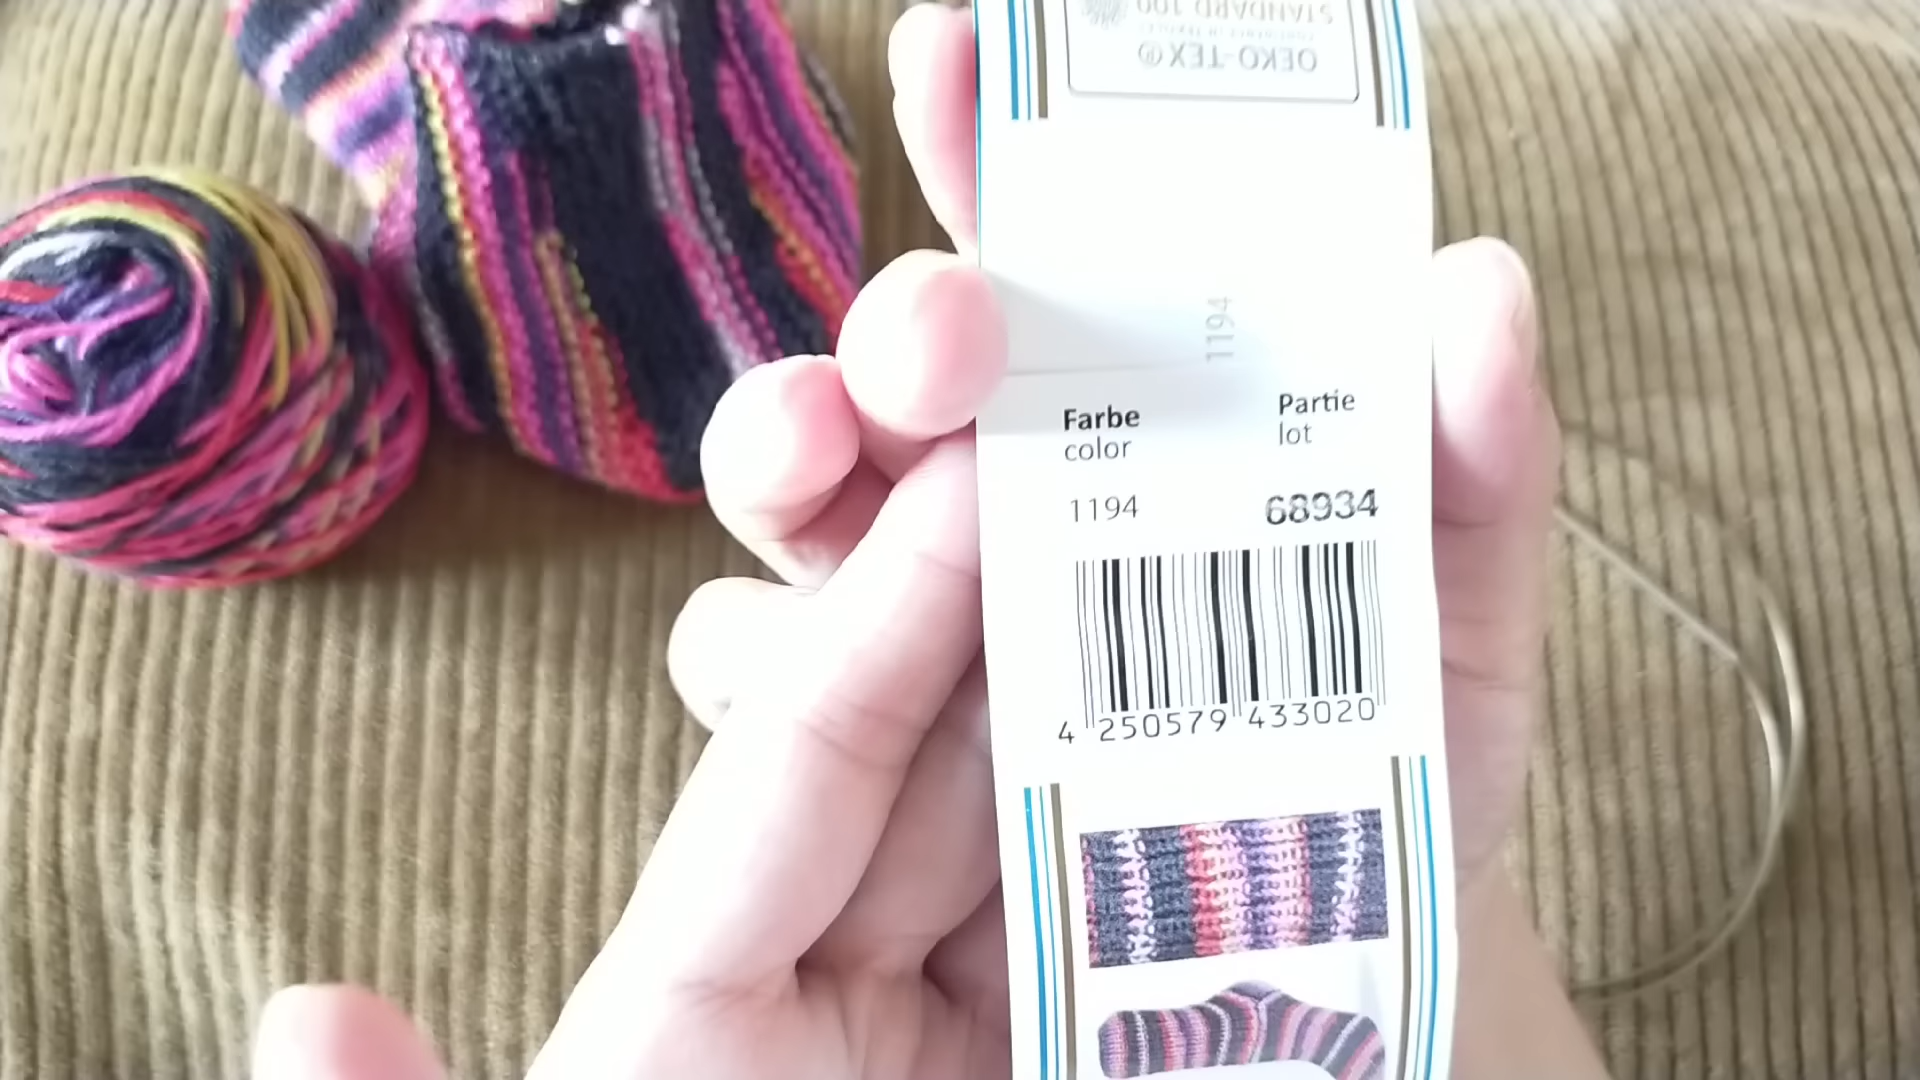 STANDARD 100
OEKO-TEX®
1194
Farbe
color
Partie
lot
1194
68934
4 250579 433020